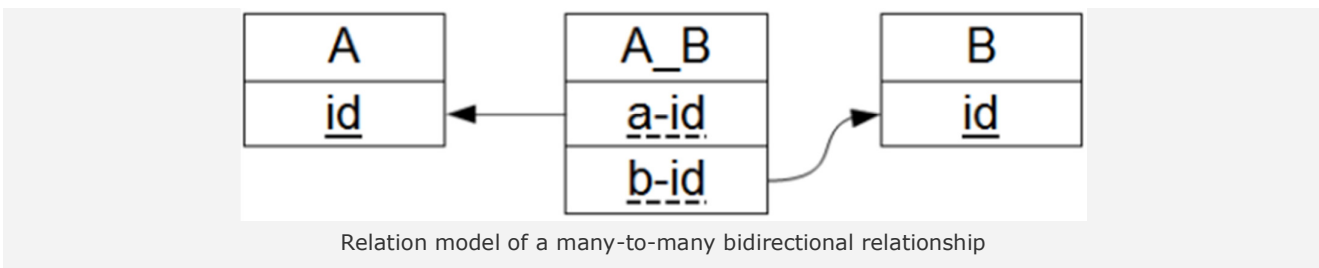 A A_B B
id a-id id
b-id
Relation model of a many-to-many bidirectional relationship